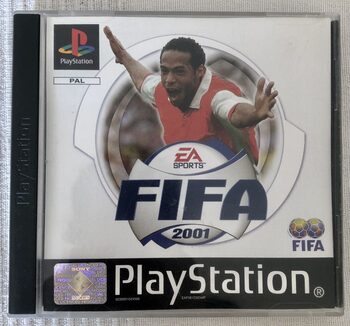 PlayStation
PAL
PlayStation
EA
SPORTS
FIFA
2001
FIFA
SONY
PlayStation®